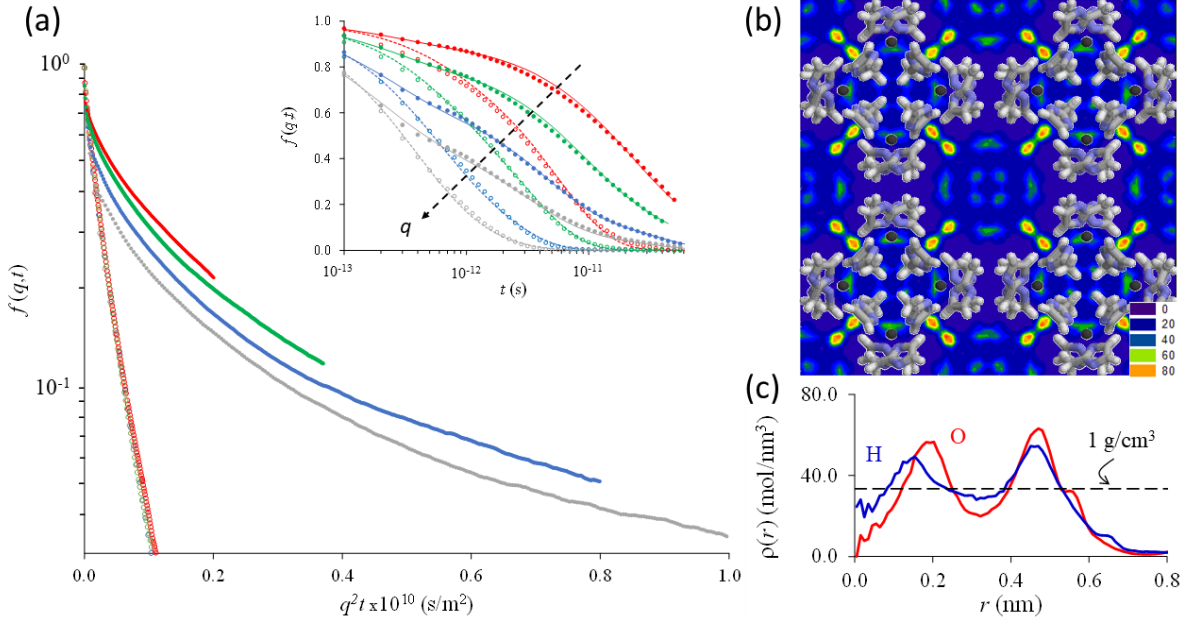 (a)
10⁰
10⁻¹
f (q,t)
0.0
0.2
0.4
0.6
0.8
1.0
q²t x10¹⁰ (s/m²)
1.0
0.8
0.6
0.4
0.2
0.0
f (q,t)
q
10⁻¹³
10⁻¹²
10⁻¹¹
t (s)
(b)
0
20
40
60
80
(c)
80.0
40.0
0.0
ρ(r) (mol/nm³)
H
O
1 g/cm³
0.0
0.2
0.4
0.6
0.8
r (nm)